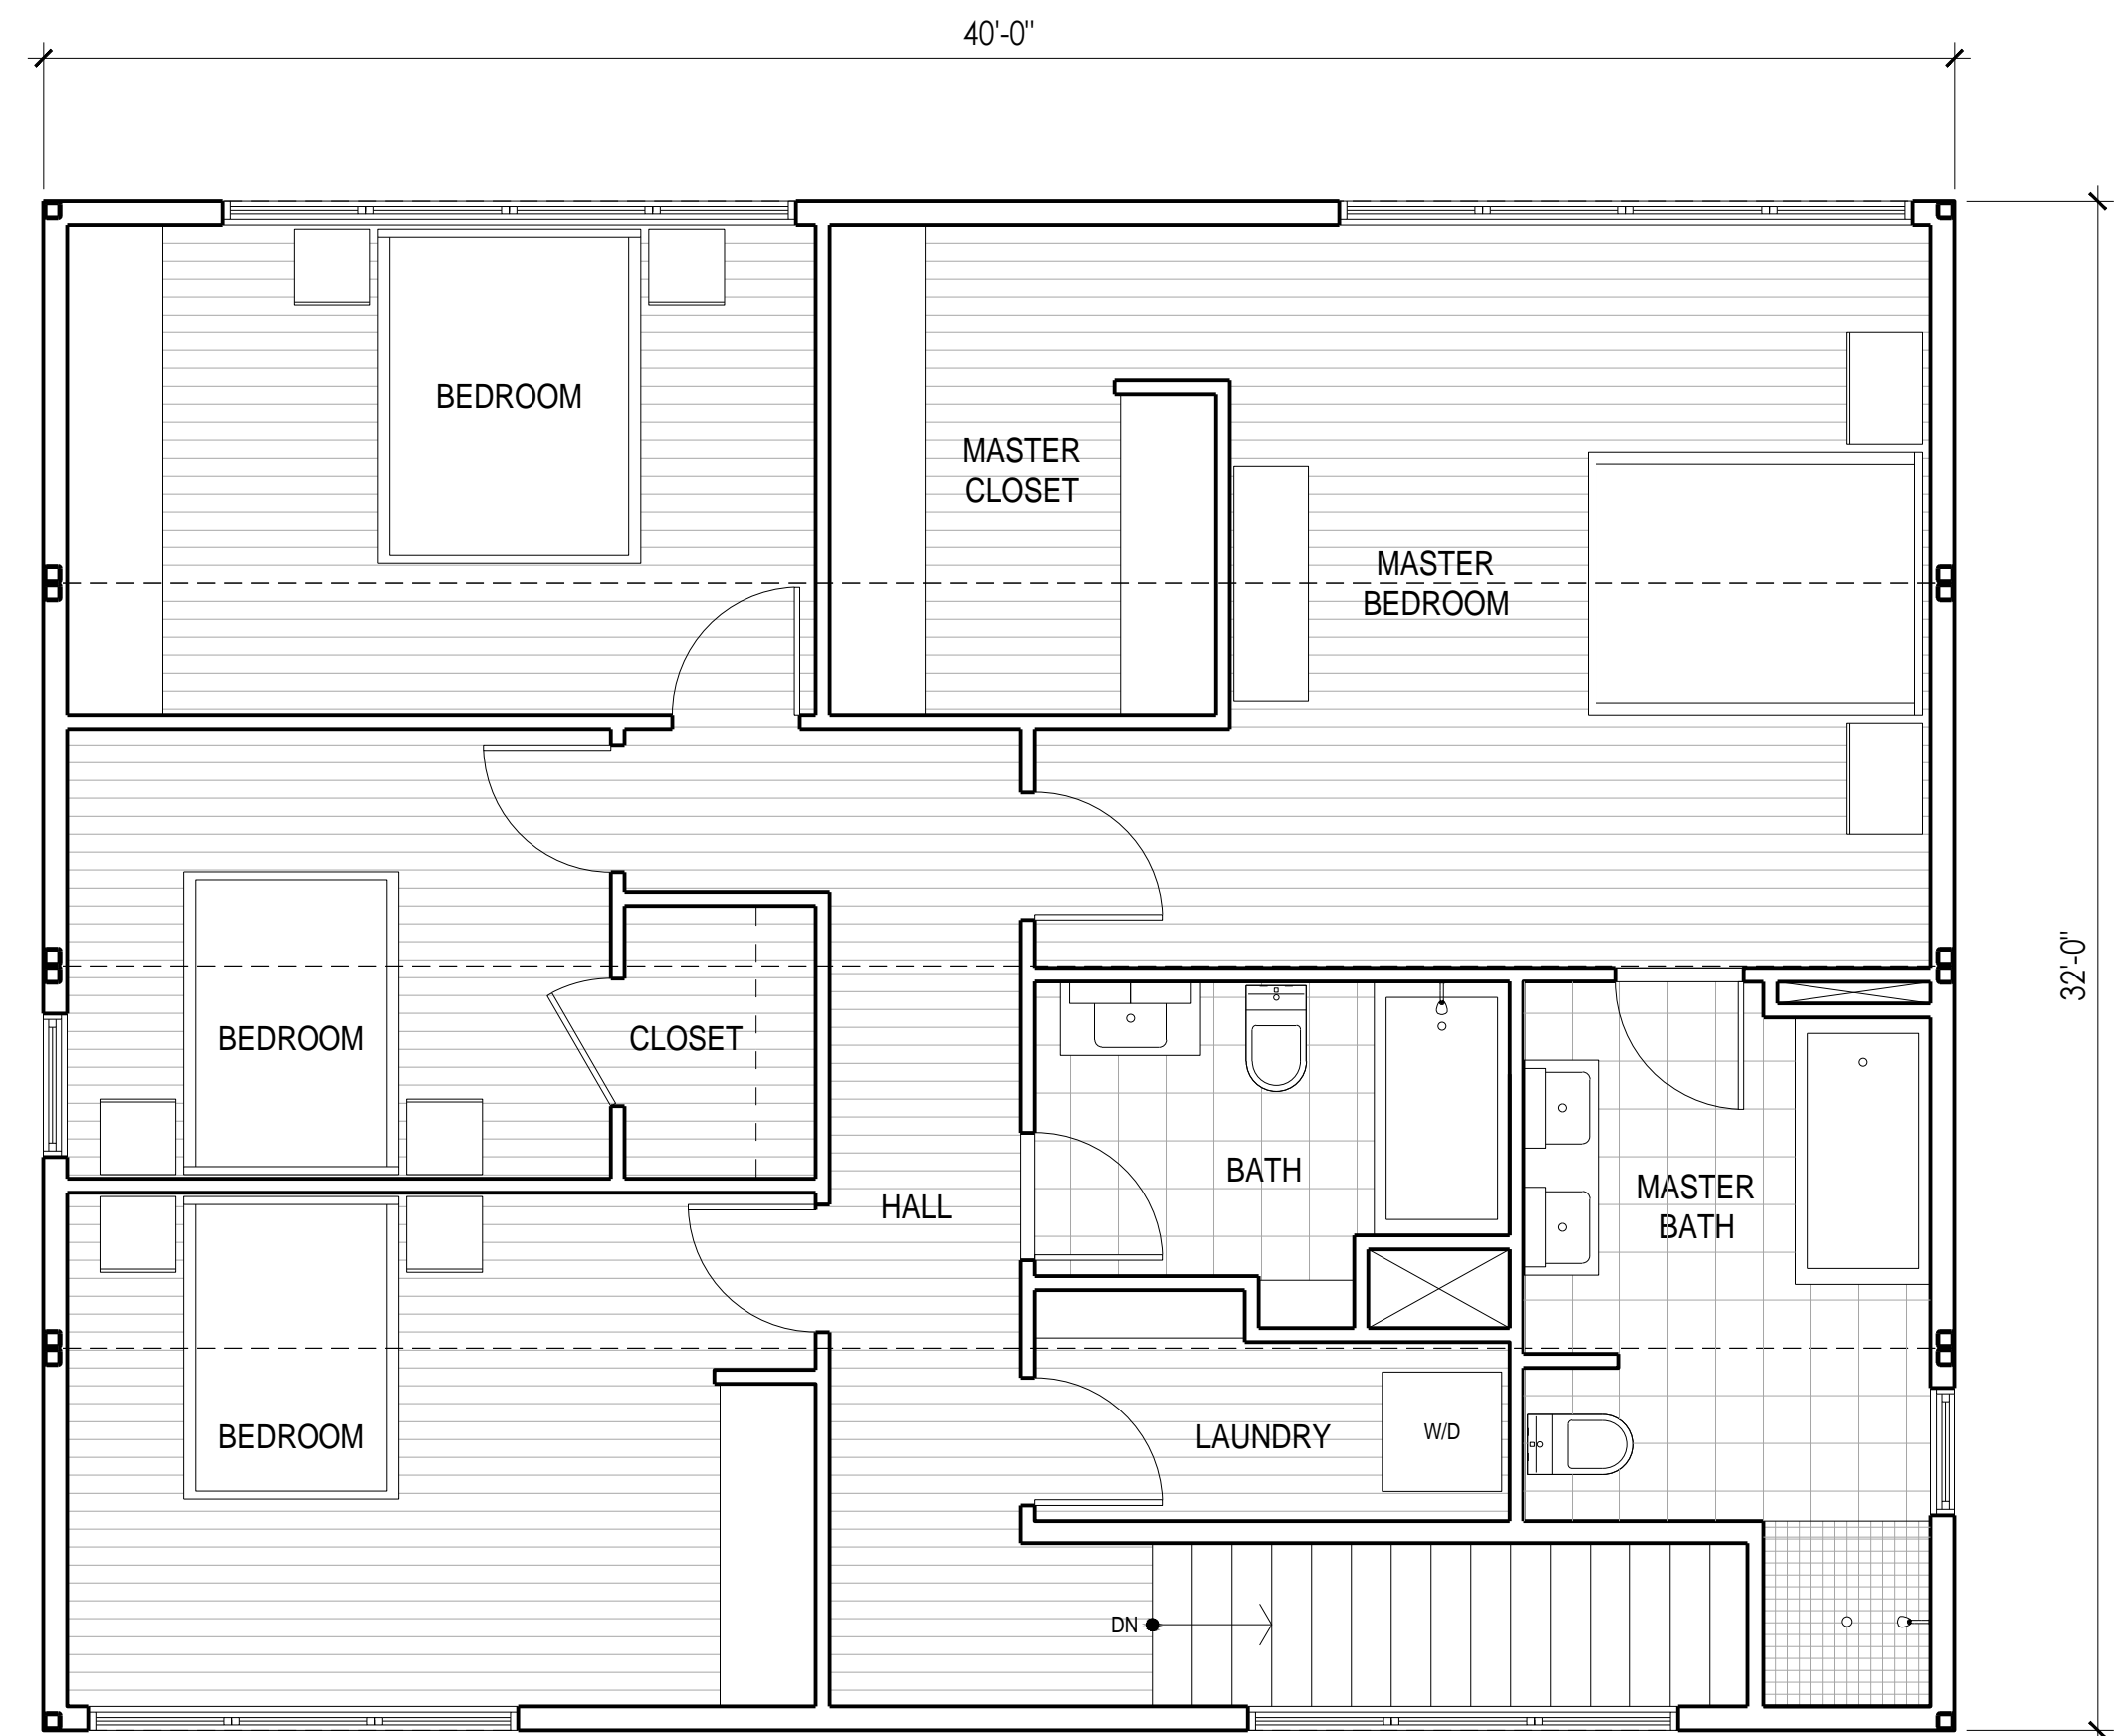 40'-0"
BEDROOM
MASTER
CLOSET
MASTER
BEDROOM
32'-0"
BEDROOM
CLOSET
BATH
MASTER
BATH
HALL
BEDROOM
LAUNDRY
W/D
DN